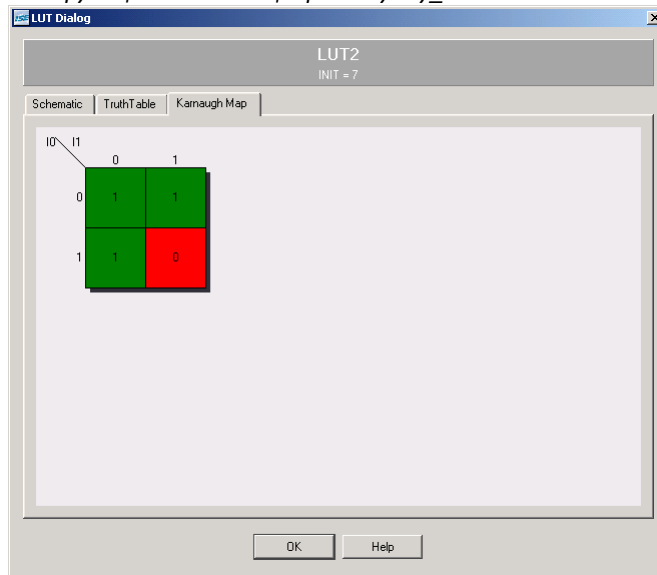 ISE LUT Dialog
LUT2
INIT = 7
Schematic TruthTable Karnaugh Map
I0 I1
0 1
0 1 1
1 1 0
OK Help